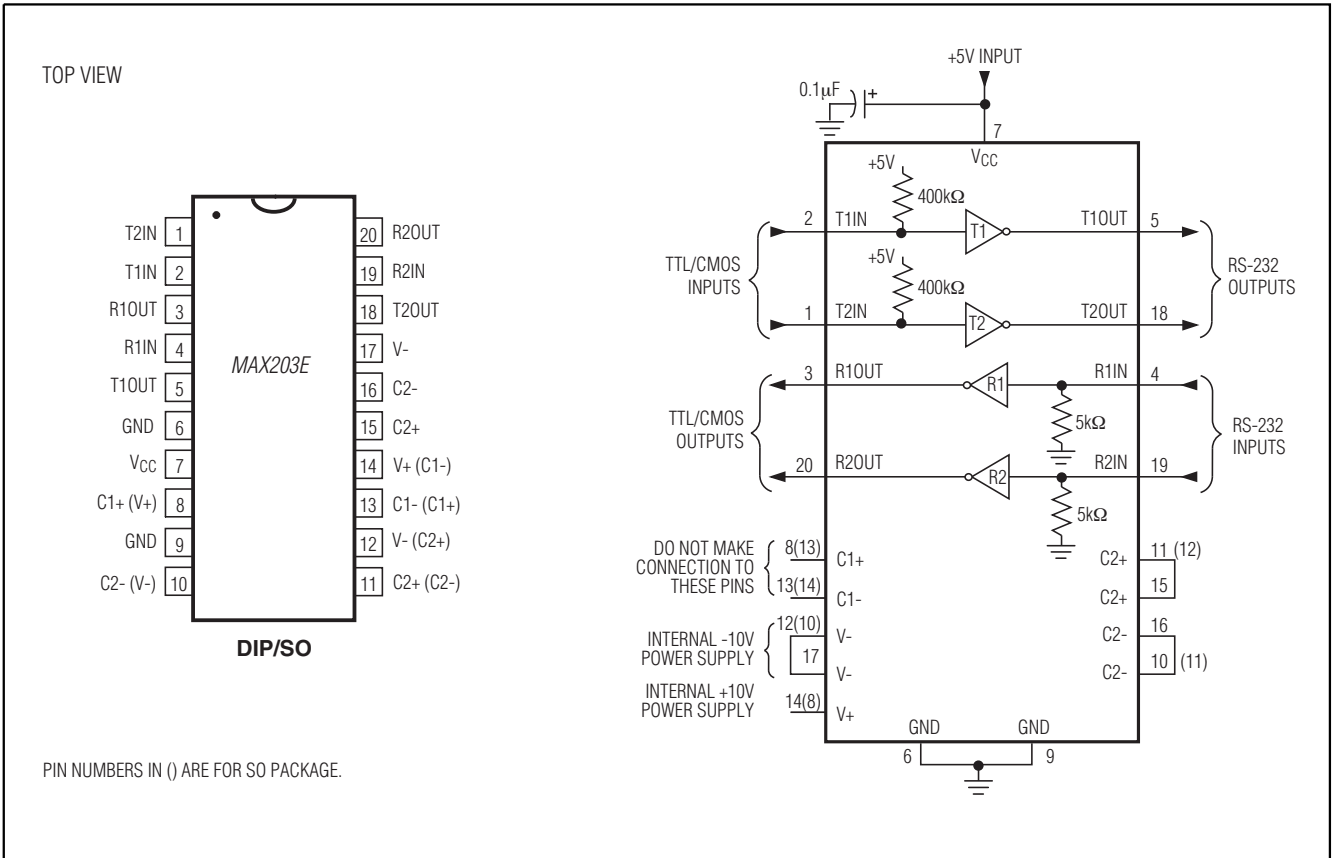 TOP VIEW
T2IN 1
T1IN 2
R1OUT 3
R1IN 4
T1OUT 5
GND 6
VCC 7
C1+ (V+) 8
GND 9
C2- (V-) 10
MAX203E
20 R2OUT
19 R2IN
18 T2OUT
17 V-
16 C2-
15 C2+
14 V+ (C1-)
13 C1- (C1+)
12 V- (C2+)
11 C2+ (C2-)
DIP/SO
PIN NUMBERS IN () ARE FOR SO PACKAGE.
+5V INPUT
0.1μF +
7
VCC
+5V
400kΩ
2 T1IN T1 T1OUT 5
TTL/CMOS
INPUTS
+5V
400kΩ
RS-232
OUTPUTS
1 T2IN T2 T2OUT 18
3 R1OUT R1 R1IN 4
TTL/CMOS
OUTPUTS
5kΩ
RS-232
INPUTS
20 R2OUT R2 R2IN 19
5kΩ
DO NOT MAKE
CONNECTION TO
THESE PINS
8(13) C1+
13(14) C1-
C2+ 11 (12)
C2+ 15
INTERNAL -10V
POWER SUPPLY
12(10) V-
17 V-
C2- 16
C2- 10 (11)
INTERNAL +10V
POWER SUPPLY
14(8) V+
GND GND
6 9